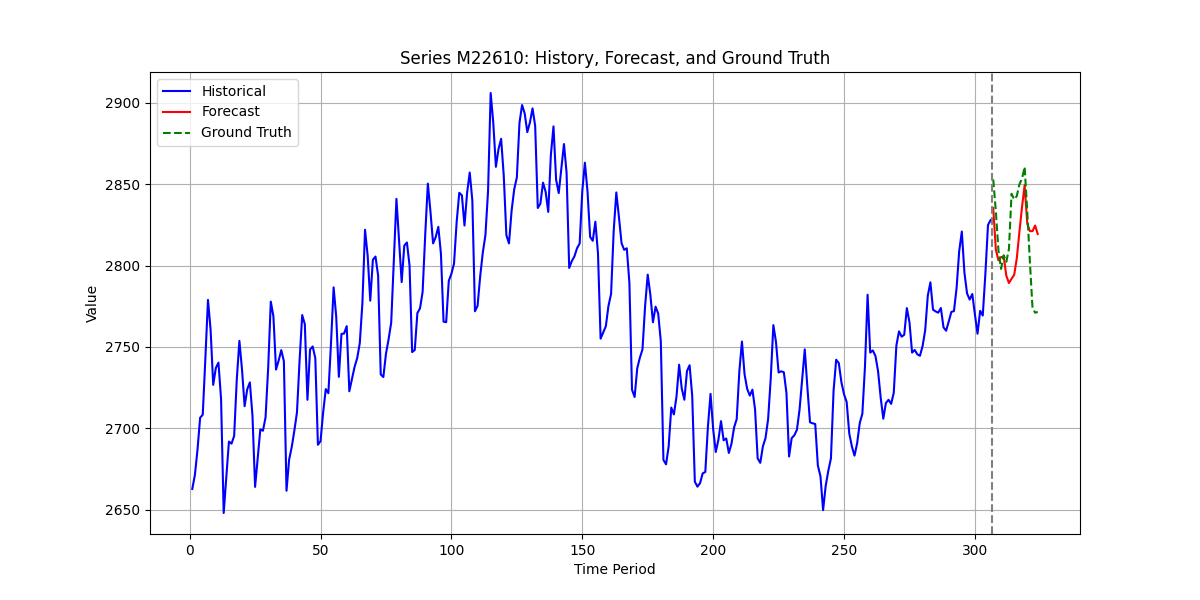 Series M22610: History, Forecast, and Ground Truth
Historical
Forecast
Ground Truth
2900
2850
2800
2750
2700
2650
Value
0 50 100 150 200 250 300
Time Period